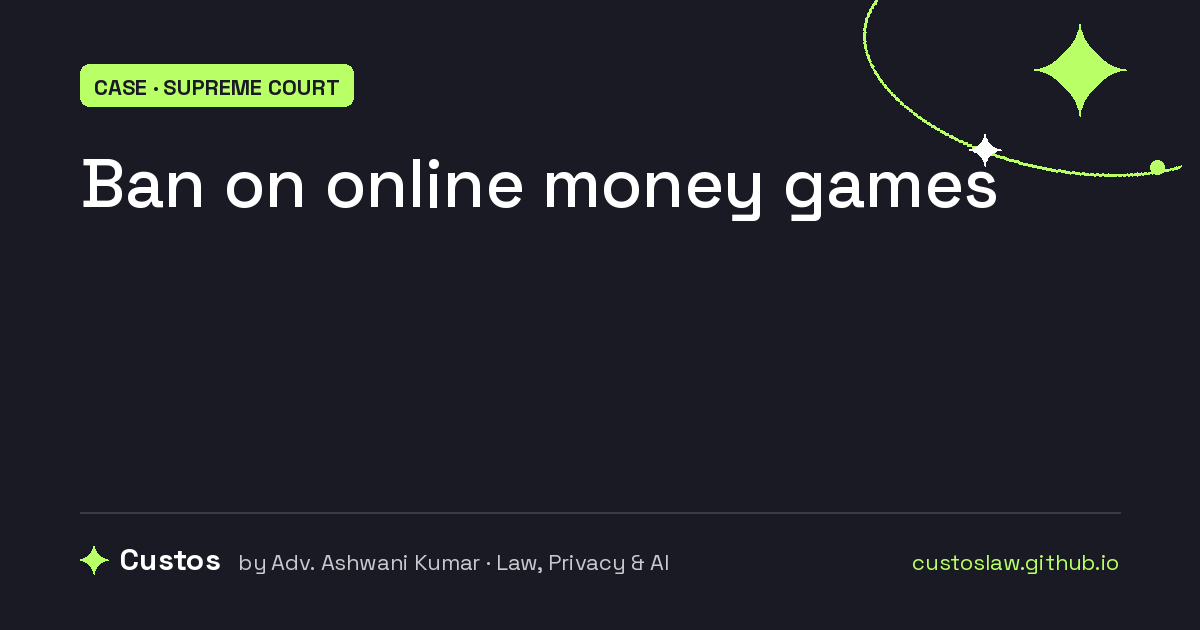 CASE · SUPREME COURT
Ban on online money games
Custos by Adv. Ashwani Kumar · Law, Privacy & AI
custoslaw.github.io